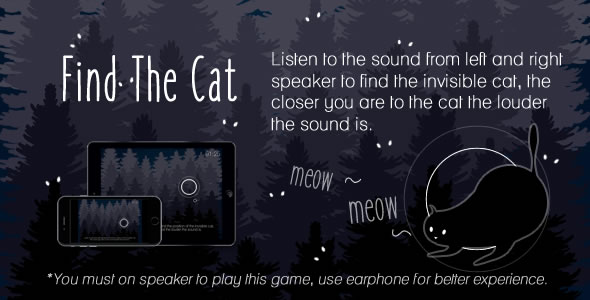 Find The Cat
Listen to the sound from left and right
speaker to find the invisible cat, the
closer you are to the cat the louder
the sound is.
01:25
meow ~
meow
~
*You must on speaker to play this game, use earphone for better experience.